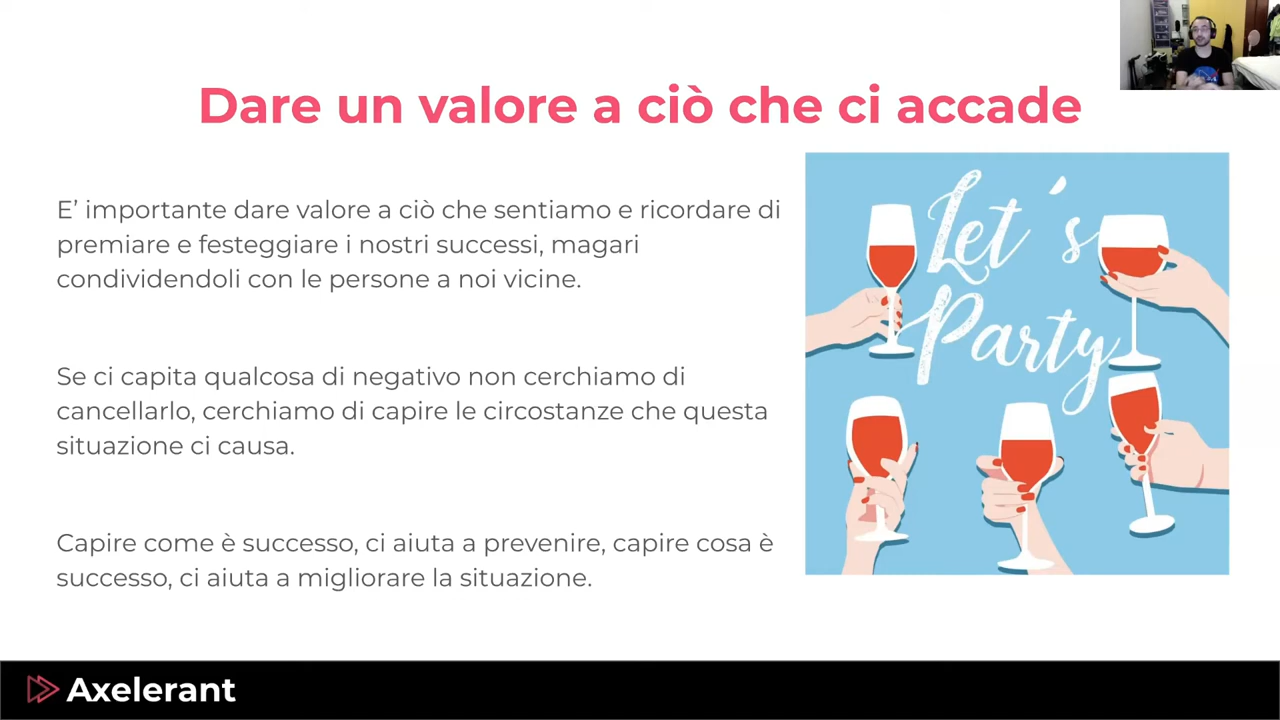 Dare un valore a ciò che ci accade
E’ importante dare valore a ciò che sentiamo e ricordare di
premiare e festeggiare i nostri successi, magari
condividendoli con le persone a noi vicine.
Se ci capita qualcosa di negativo non cerchiamo di
cancellarlo, cerchiamo di capire le circostanze che questa
situazione ci causa.
Capire come è successo, ci aiuta a prevenire, capire cosa è
successo, ci aiuta a migliorare la situazione.
Let's
Party
Axelerant